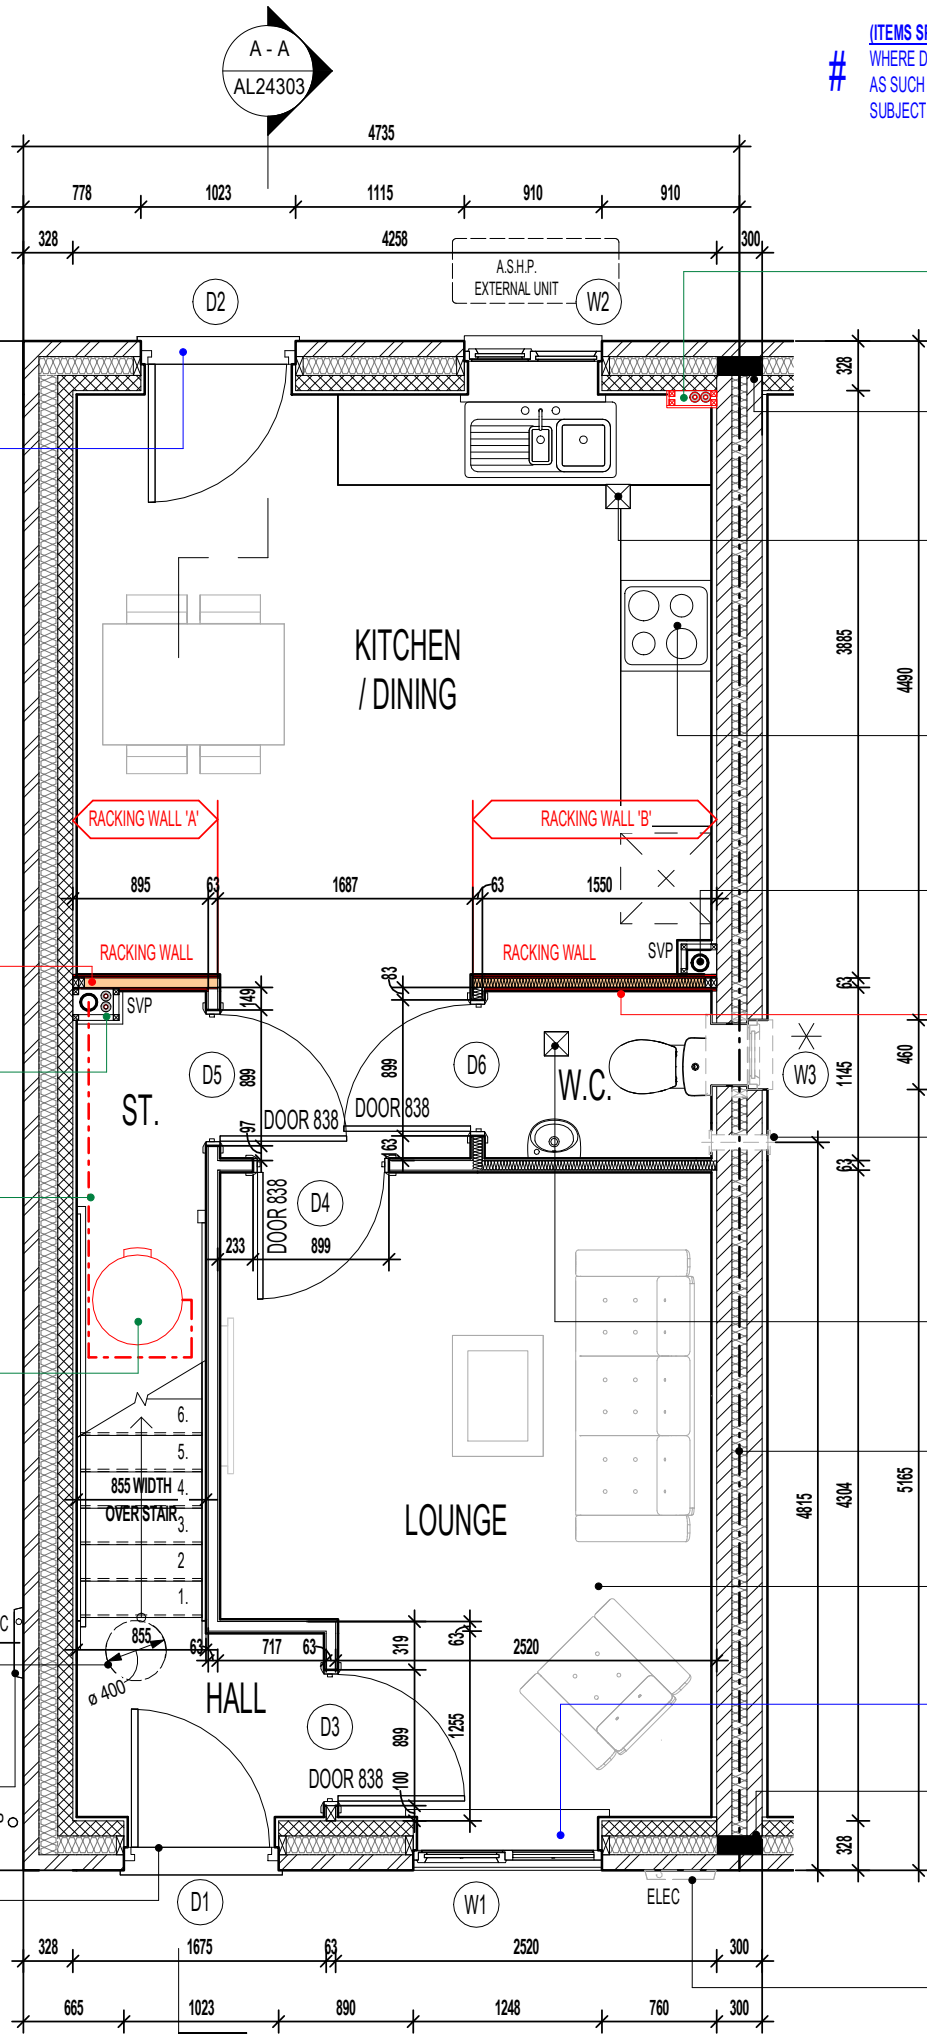 A - A
AL24303
(ITEMS S
#
WHERE D
AS SUCH
SUBJECT
4735
778
1023
1115
910
910
328
4258
300
A.S.H.P.
EXTERNAL UNIT
D2
W2
328
KITCHEN
/ DINING
3885
4490
RACKING WALL 'A'
RACKING WALL 'B'
895
63
1687
63
1550
RACKING WALL
RACKING WALL
SVP
83
63
149
SVP
D5
899
899
D6
W.C.
W3
1145
460
ST.
DOOR 838
DOOR 838
97
163
63
DOOR 838
D4
233
899
6.
5.
855 WIDTH
4.
OVER STAIR
3.
2
1.
LOUNGE
4815
4304
5165
C
855
63
717
63
319
63
2520
ø 400
HALL
D3
899
1255
DOOR 838
100
328
D1
W1
ELEC
328
1675
63
2520
300
665
1023
890
1248
760
300